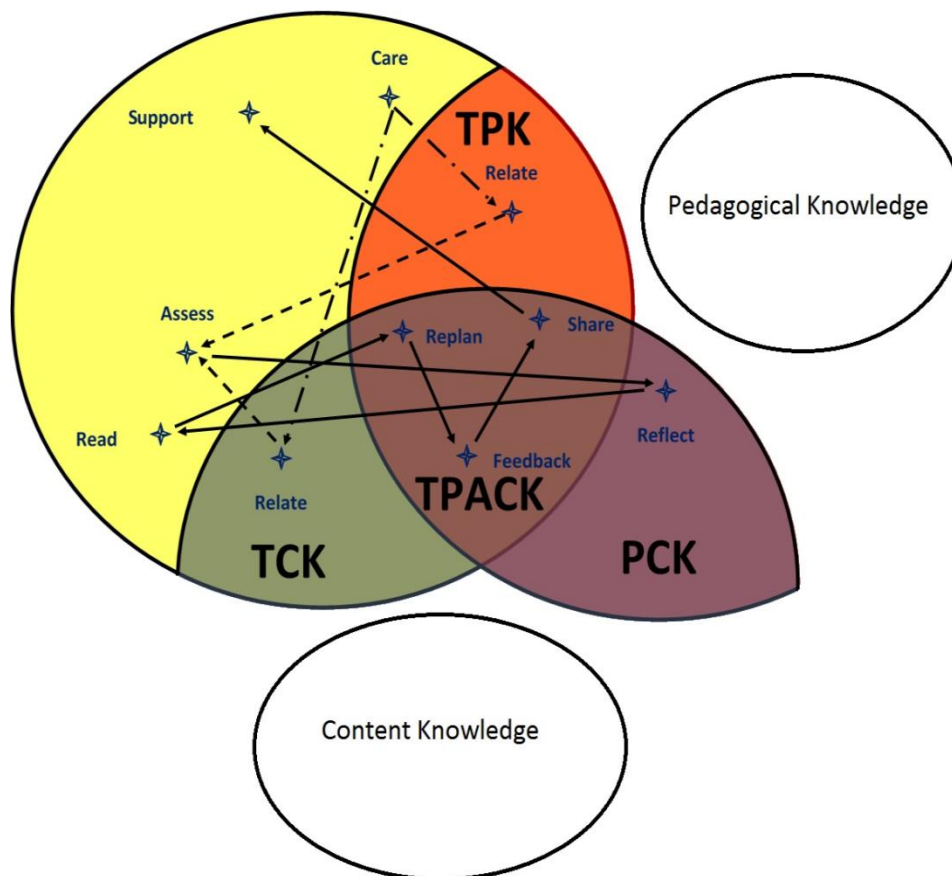 Care
Support
TPK
Relate
Pedagogical Knowledge
Assess
Replan
Share
Read
Reflect
Feedback
Relate
TPACK
TCK
PCK
Content Knowledge